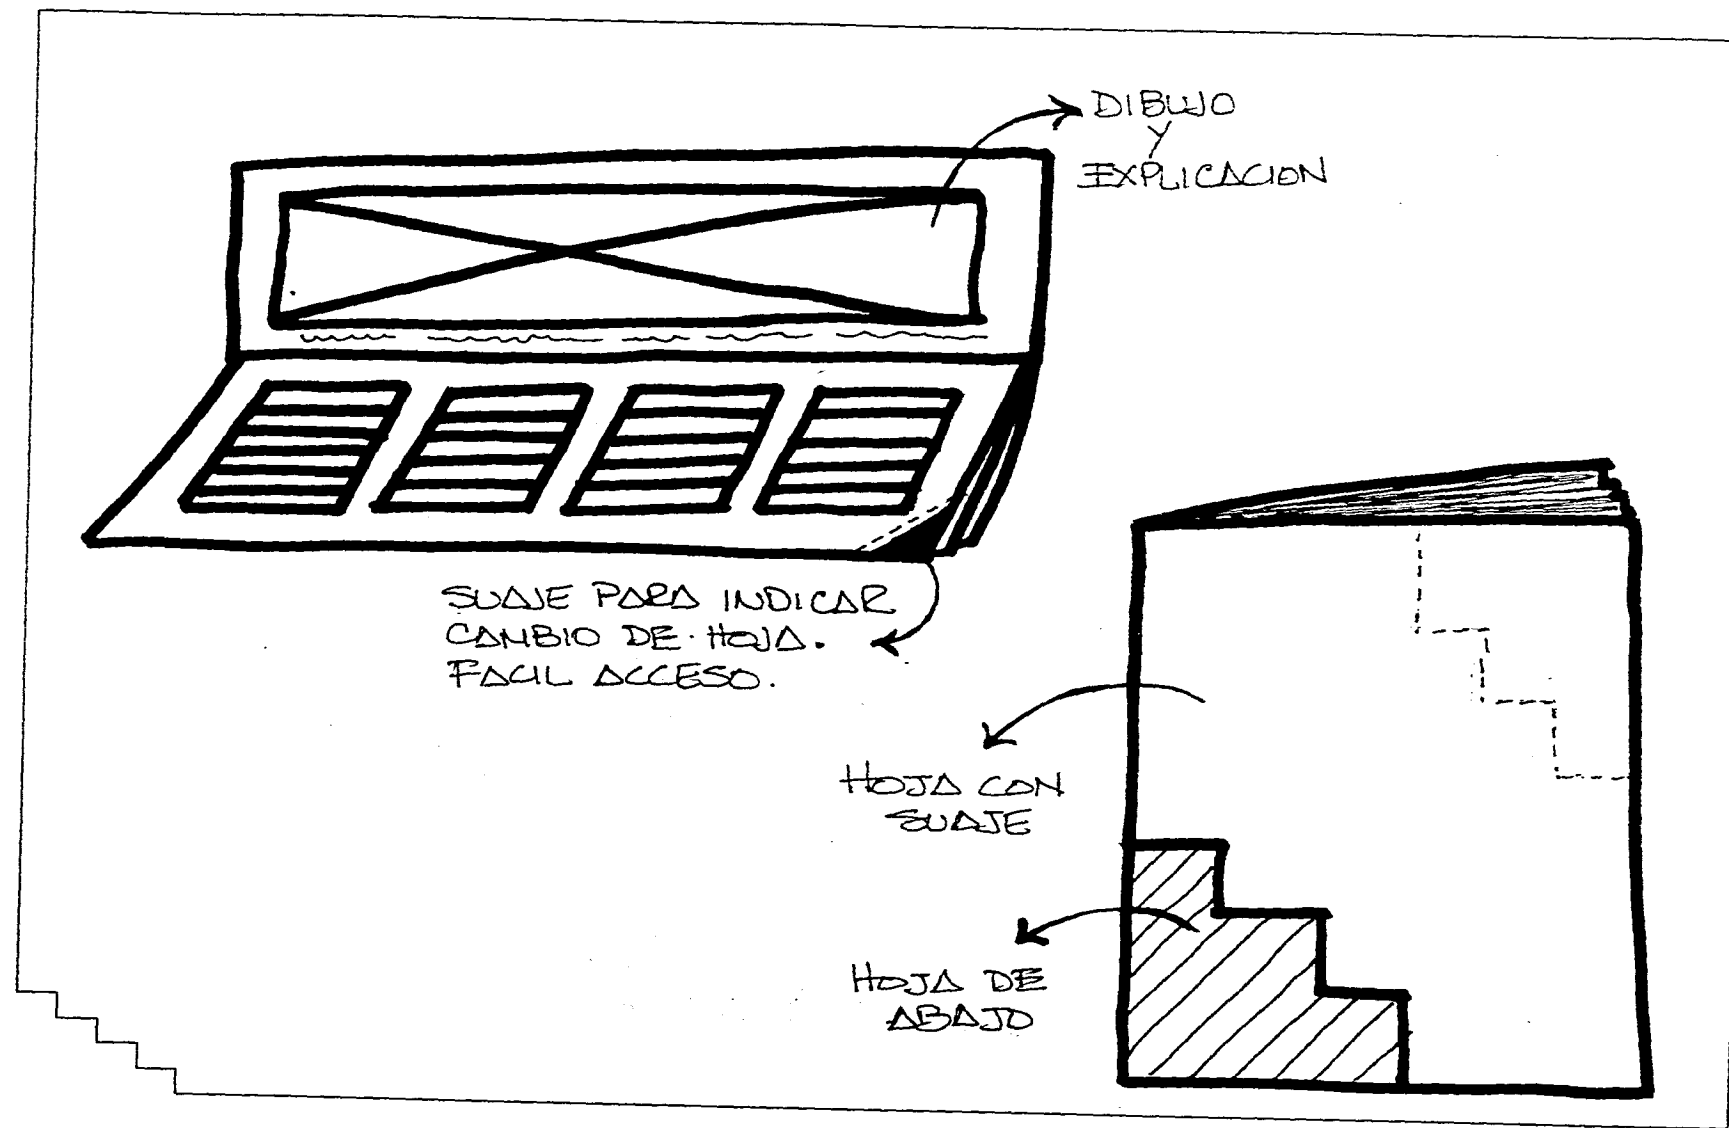 DIBUJO
Y
EXPLICACION
SUAJE PARA INDICAR
CAMBIO DE HOJA.
FACIL ACCESO.
HOJA CON
SUAJE
HOJA DE
ABAJO